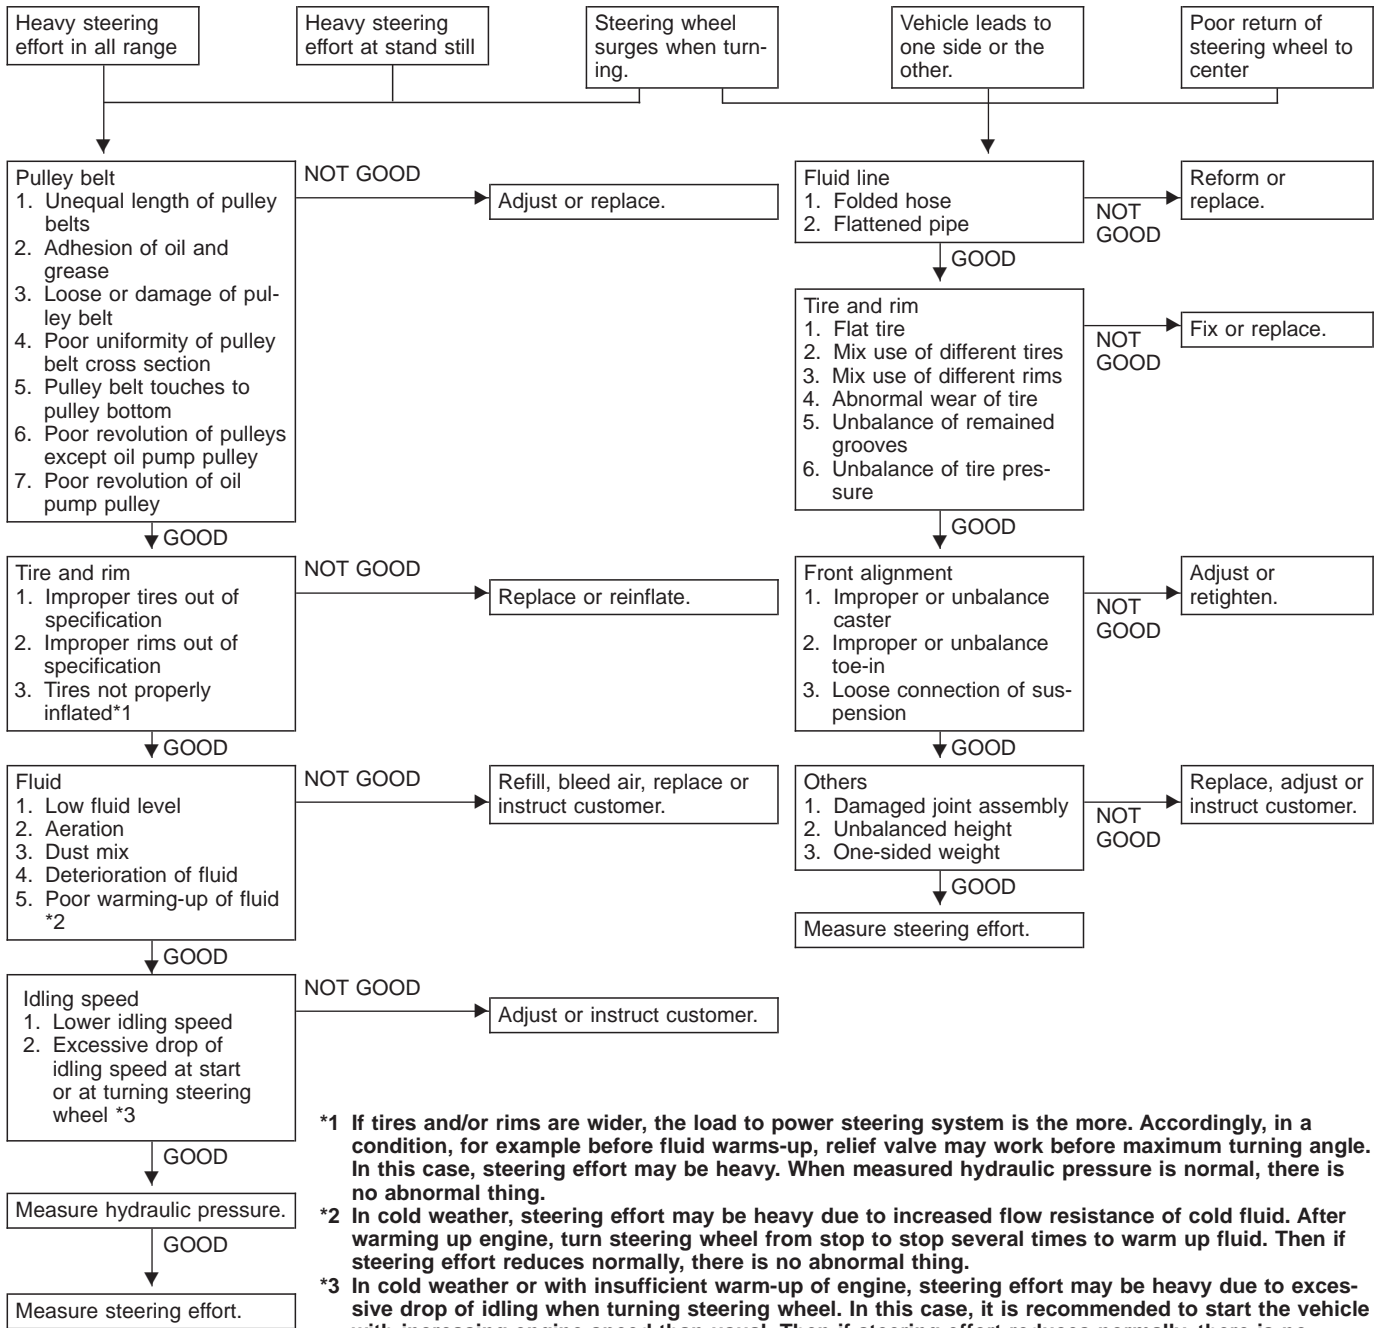 Heavy steering
effort in all range
Heavy steering
effort at stand still
Steering wheel
surges when turn-
ing.
Vehicle leads to
one side or the
other.
Poor return of
steering wheel to
center
Pulley belt
1. Unequal length of pulley
belts
2. Adhesion of oil and
grease
3. Loose or damage of pul-
ley belt
4. Poor uniformity of pulley
belt cross section
5. Pulley belt touches to
pulley bottom
6. Poor revolution of pulleys
except oil pump pulley
7. Poor revolution of oil
pump pulley
NOT GOOD
Adjust or replace.
GOOD
Tire and rim
1. Improper tires out of
specification
2. Improper rims out of
specification
3. Tires not properly
inflated*1
NOT GOOD
Replace or reinflate.
GOOD
Fluid
1. Low fluid level
2. Aeration
3. Dust mix
4. Deterioration of fluid
5. Poor warming-up of fluid
*2
NOT GOOD
Refill, bleed air, replace or
instruct customer.
GOOD
Idling speed
1. Lower idling speed
2. Excessive drop of
idling speed at start
or at turning steering
wheel *3
NOT GOOD
Adjust or instruct customer.
GOOD
Measure hydraulic pressure.
GOOD
Measure steering effort.
Fluid line
1. Folded hose
2. Flattened pipe
NOT
GOOD
Reform or
replace.
GOOD
Tire and rim
1. Flat tire
2. Mix use of different tires
3. Mix use of different rims
4. Abnormal wear of tire
5. Unbalance of remained
grooves
6. Unbalance of tire pres-
sure
NOT
GOOD
Fix or replace.
GOOD
Front alignment
1. Improper or unbalance
caster
2. Improper or unbalance
toe-in
3. Loose connection of sus-
pension
NOT
GOOD
Adjust or
retighten.
GOOD
Others
1. Damaged joint assembly
2. Unbalanced height
3. One-sided weight
NOT
GOOD
Replace, adjust or
instruct customer.
GOOD
Measure steering effort.
*1 If tires and/or rims are wider, the load to power steering system is the more. Accordingly, in a
condition, for example before fluid warms-up, relief valve may work before maximum turning angle.
In this case, steering effort may be heavy. When measured hydraulic pressure is normal, there is
no abnormal thing.
*2 In cold weather, steering effort may be heavy due to increased flow resistance of cold fluid. After
warming up engine, turn steering wheel from stop to stop several times to warm up fluid. Then if
steering effort reduces normally, there is no abnormal thing.
*3 In cold weather or with insufficient warm-up of engine, steering effort may be heavy due to exces-
sive drop of idling when turning steering wheel. In this case, it is recommended to start the vehicle
with increasing engine speed than usual. Then if steering effort reduces normally, there is no